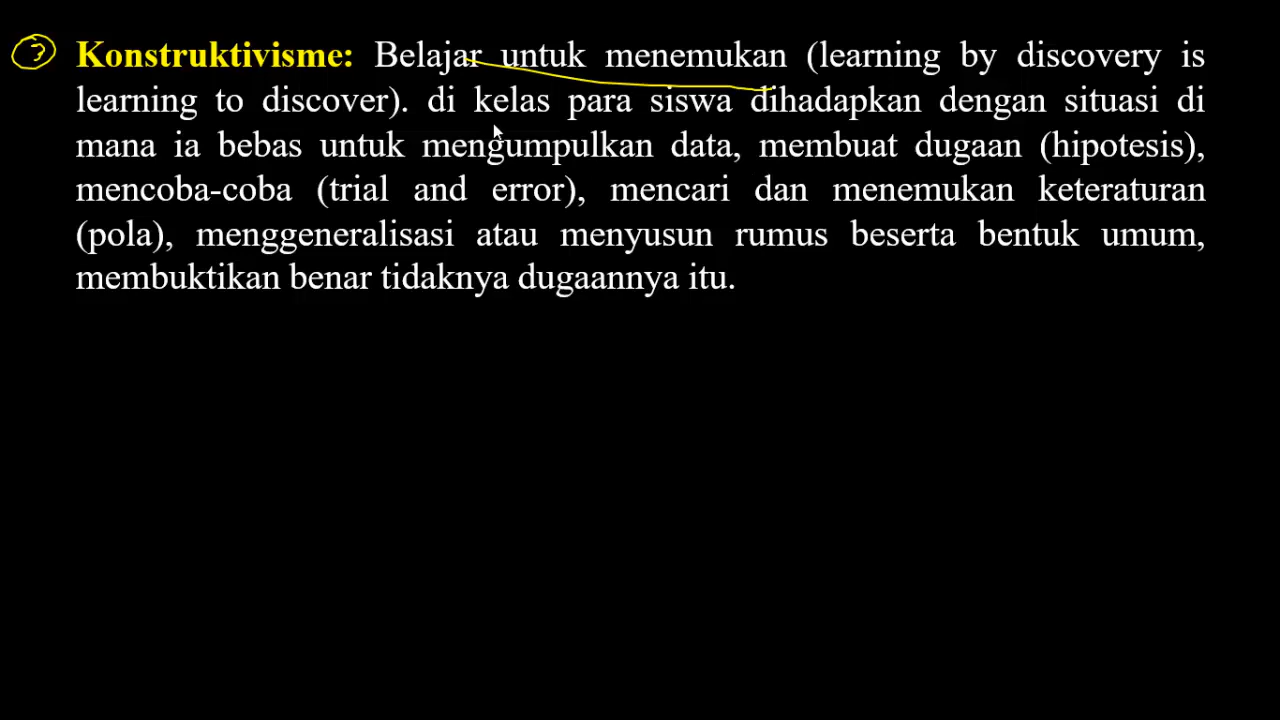 3 Konstruktivisme: Belajar untuk menemukan (learning by discovery is
learning to discover). di kelas para siswa dihadapkan dengan situasi di
mana ia bebas untuk mengumpulkan data, membuat dugaan (hipotesis),
mencoba-coba (trial and error), mencari dan menemukan keteraturan
(pola), menggeneralisasi atau menyusun rumus beserta bentuk umum,
membuktikan benar tidaknya dugaannya itu.